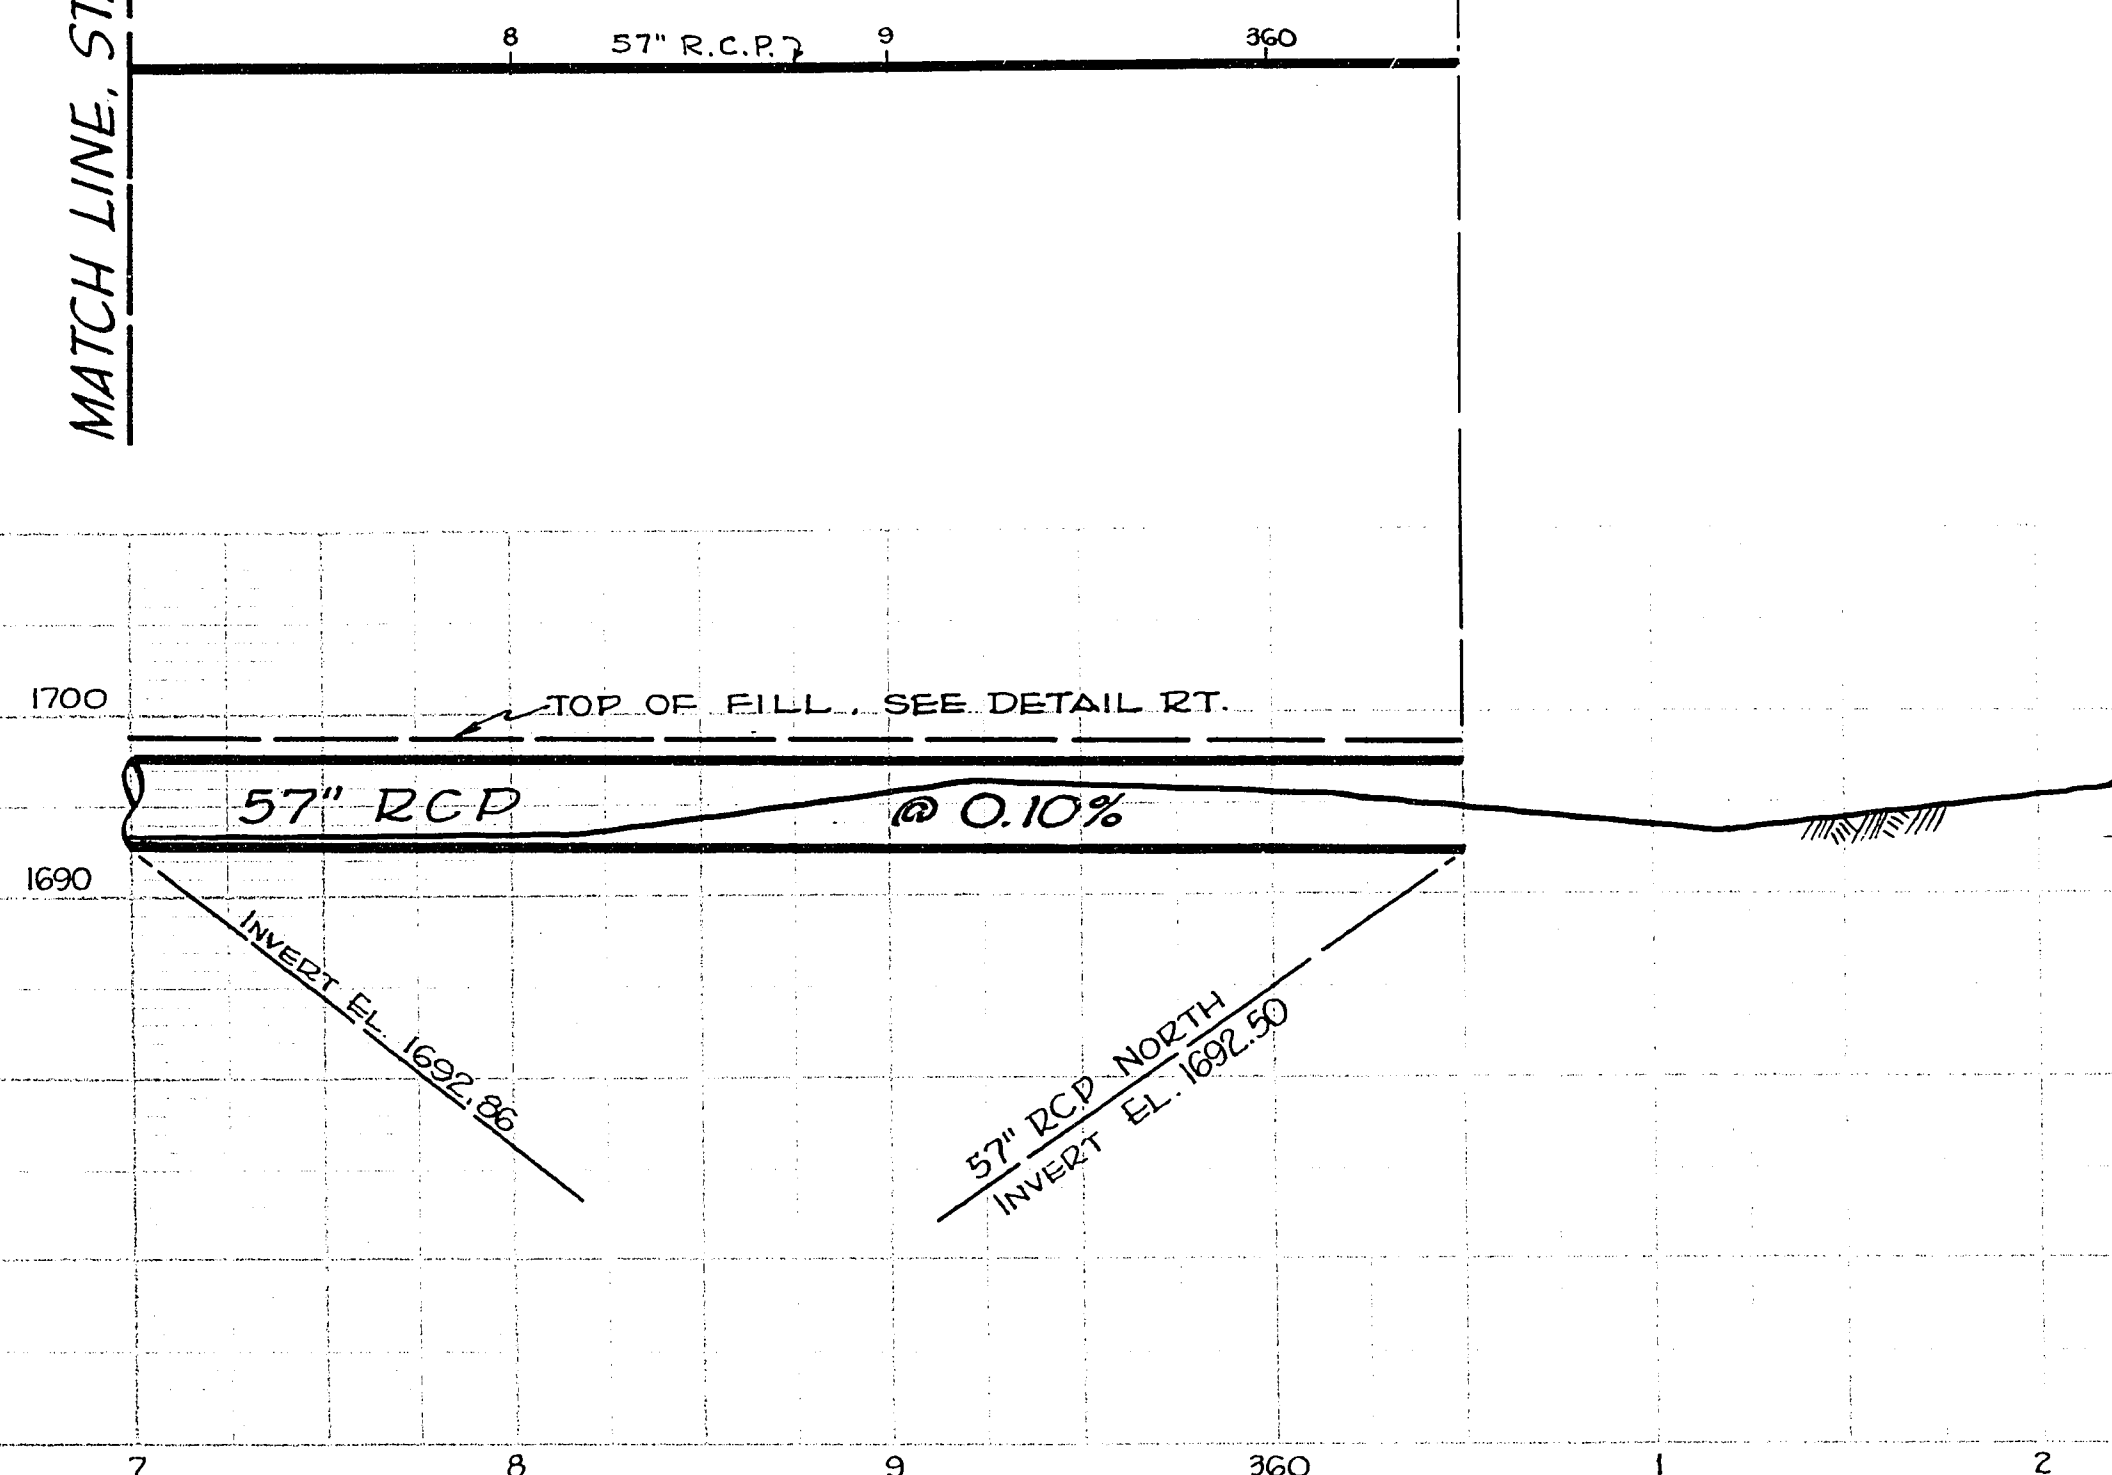 8 57" R.C.P. 9 360
MATCH LINE,
1700
TOP OF FILL, SEE DETAIL RT.
57" RCP @ 0.10%
1690
INVERT EL. 1692.86
57" RCP NORTH
INVERT EL. 1692.50
7 8 9 360 1 2